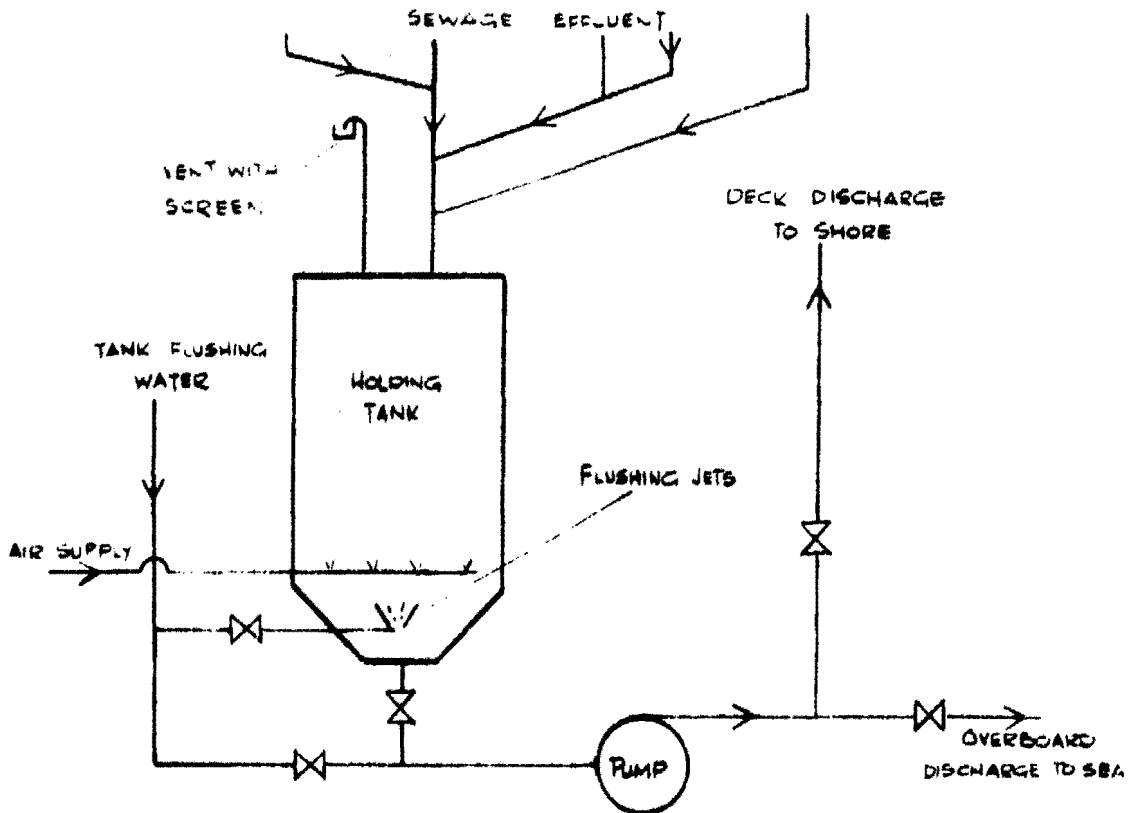 SEWAGE EFFLUENT
VENT WITH
SCREEN
DECK DISCHARGE
TO SHORE
TANK FLUSHING
WATER
HOLDING
TANK
FLUSHING JETS
AIR SUPPLY
PUMP
OVERBOARD
DISCHARGE TO SEA